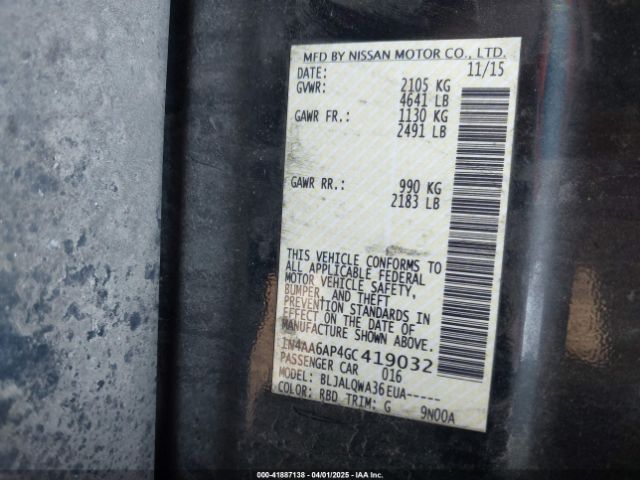 MFD BY NISSAN MOTOR CO., LTD.
DATE: 11/15
GVWR: 2105 KG
4641 LB
GAWR FR.: 1130 KG
2491 LB
GAWR RR.: 990 KG
2183 LB
THIS VEHICLE CONFORMS TO
ALL APPLICABLE FEDERAL
MOTOR VEHICLE SAFETY,
BUMPER, AND THEFT
PREVENTION STANDARDS IN
EFFECT ON THE DATE OF
MANUFACTURE SHOWN ABOVE.
1N4AA6AP4GC419032
PASSENGER CAR 016
MODEL: BLJALQWA36EUA-----
COLOR: RBD TRIM: G 9N00A
000-41887138 | 04/01/2025 | IAA Inc.